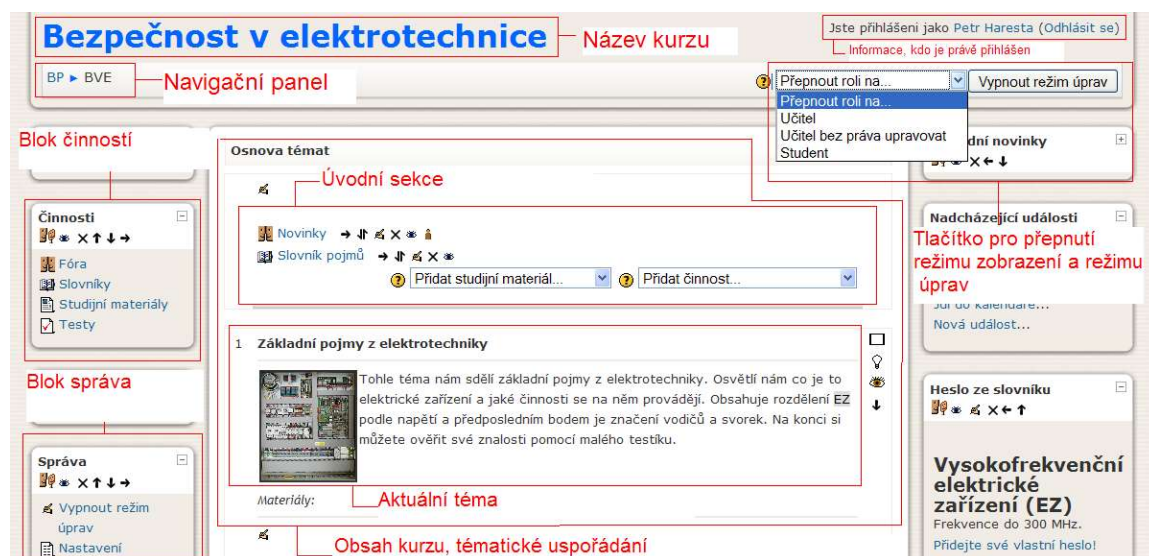 Bezpečnost v elektrotechnice
Název kurzu
Jste přihlášeni jako Petr Haresta (Odhlásit se)
Informace, kdo je právě přihlášen
BP ► BVE
Navigační panel
Přepnout roli na...
Vypnout režim úprav
Přepnout roli na...
Učitel
Učitel bez práva upravovat
Student
Blok činností
Činnosti
Fóra
Slovníky
Studijní materiály
Testy
Blok správa
Správa
Vypnout režim
úprav
Nastavení
Osnova témat
Úvodní sekce
Novinky
Slovník pojmů
Přidat studijní materiál...
Přidat činnost...
1 Základní pojmy z elektrotechniky
Tohle téma nám sdělí základní pojmy z elektrotechniky. Osvětlí nám co je to
elektrické zařízení a jaké činnosti se na něm provádějí. Obsahuje rozdělení EZ
podle napětí a předposledním bodem je značení vodičů a svorek. Na konci si
můžete ověřit své znalosti pomocí malého testíku.
Materiály:
Aktuální téma
Obsah kurzu, tématické uspořádání
novinky
Nadcházející události
Tlačítko pro přepnutí
režimu zobrazení a režimu
úprav
Jdi do kalendáře...
Nová událost...
Heslo ze slovníku
Vysokofrekvenční
elektrické
zařízení (EZ)
Frekvence do 300 MHz.
Přidejte své vlastní heslo!